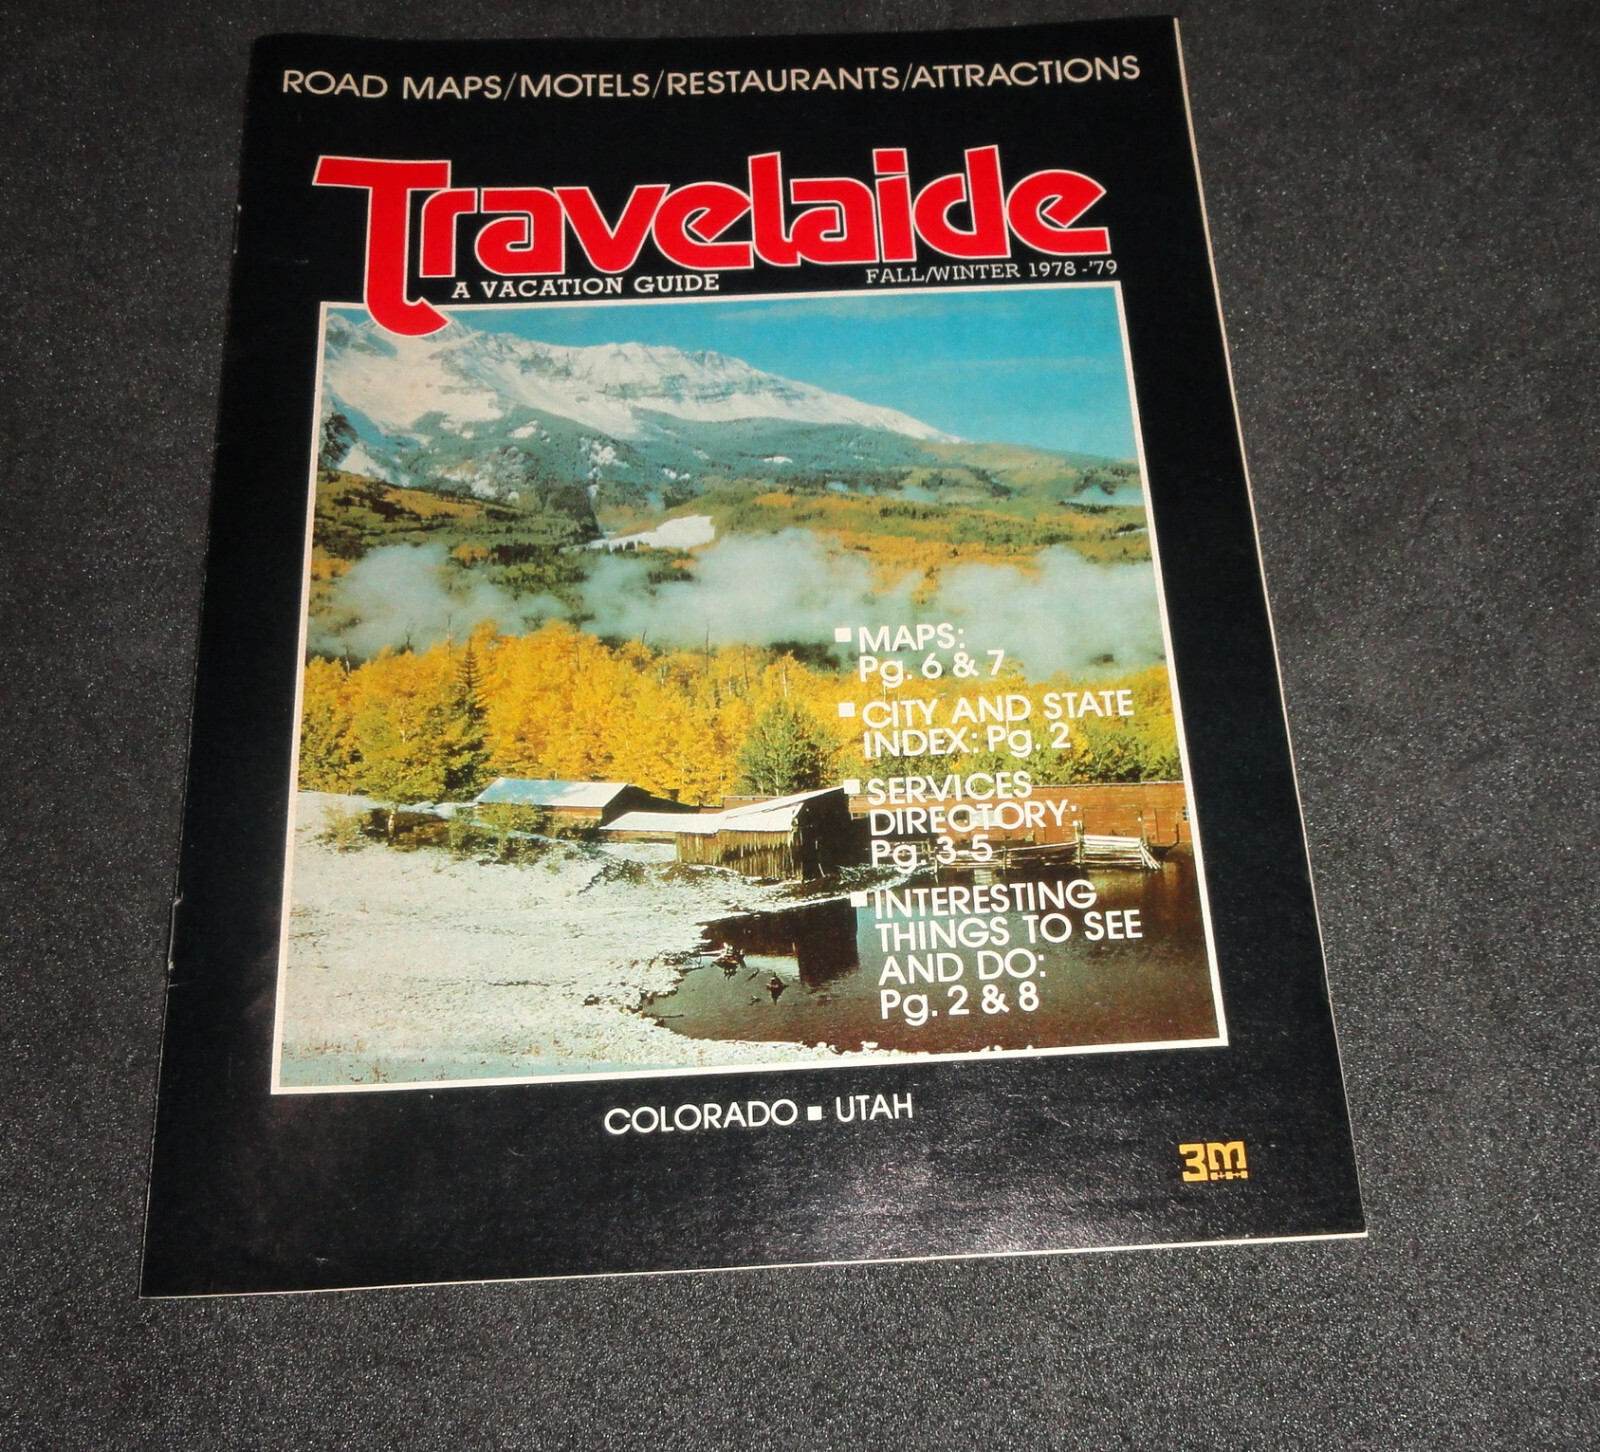 ROAD MAPS/MOTELS/RESTAURANTS/ATTRACTIONS
Travelaide
A VACATION GUIDE
FALL/WINTER 1978-'79
MAPS:
Pg. 6 & 7
CITY AND STATE
INDEX: Pg. 2
SERVICES
DIRECTORY:
Pg. 3-5
INTERESTING
THINGS TO SEE
AND DO:
Pg. 2 & 8
COLORADO ▪ UTAH
3M